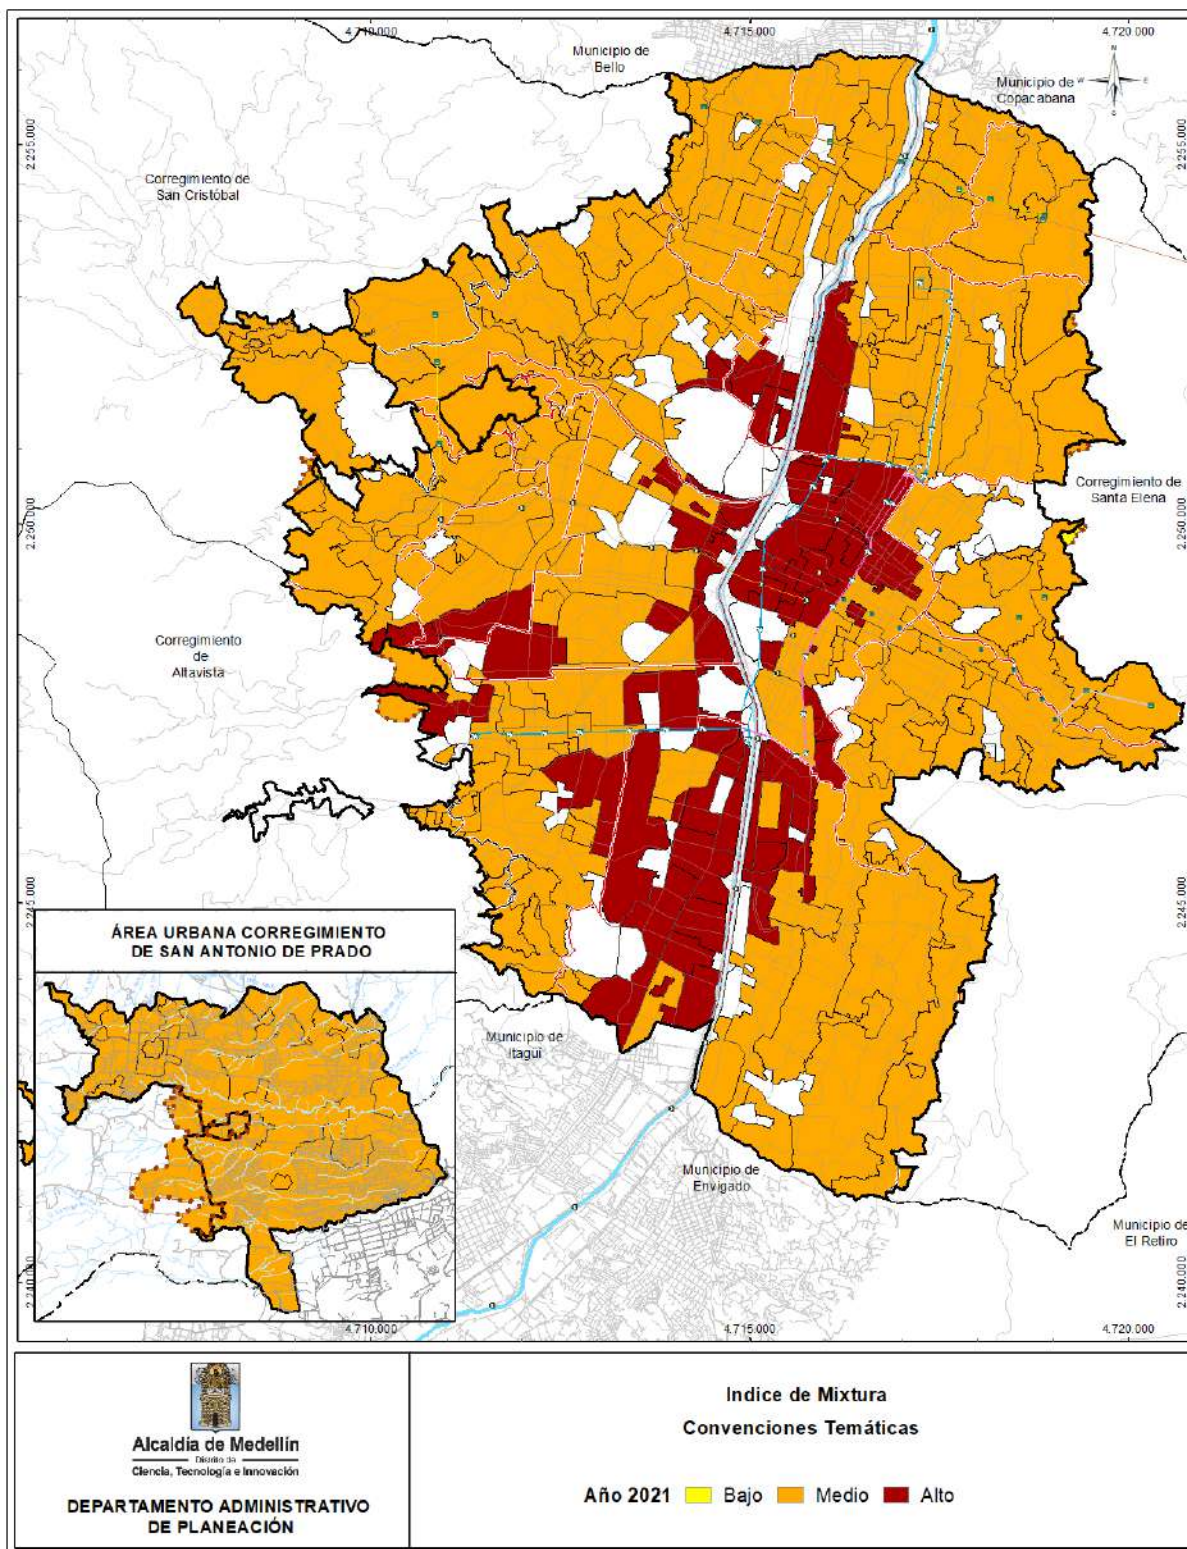 4.710.000
4.715.000
4.720.000
Municipio de
Bello
Municipio de
Copacabana
N
W
E
S
2.255.000
2.255.000
Corregimiento de
San Cristóbal
Corregimiento de
Santa Elena
2.250.000
2.250.000
Corregimiento
de
Altavista
2.245.000
2.245.000
ÁREA URBANA CORREGIMIENTO
DE SAN ANTONIO DE PRADO
Municipio de
Itagui
Municipio de
Envigado
Municipio de
El Retiro
2.240.000
2.240.000
4.710.000
4.715.000
4.720.000
Alcaldía de Medellín
Distrito de
Ciencia, Tecnología e Innovación
DEPARTAMENTO ADMINISTRATIVO
DE PLANEACIÓN
Indice de Mixtura
Convenciones Temáticas
Año 2021 Bajo Medio Alto